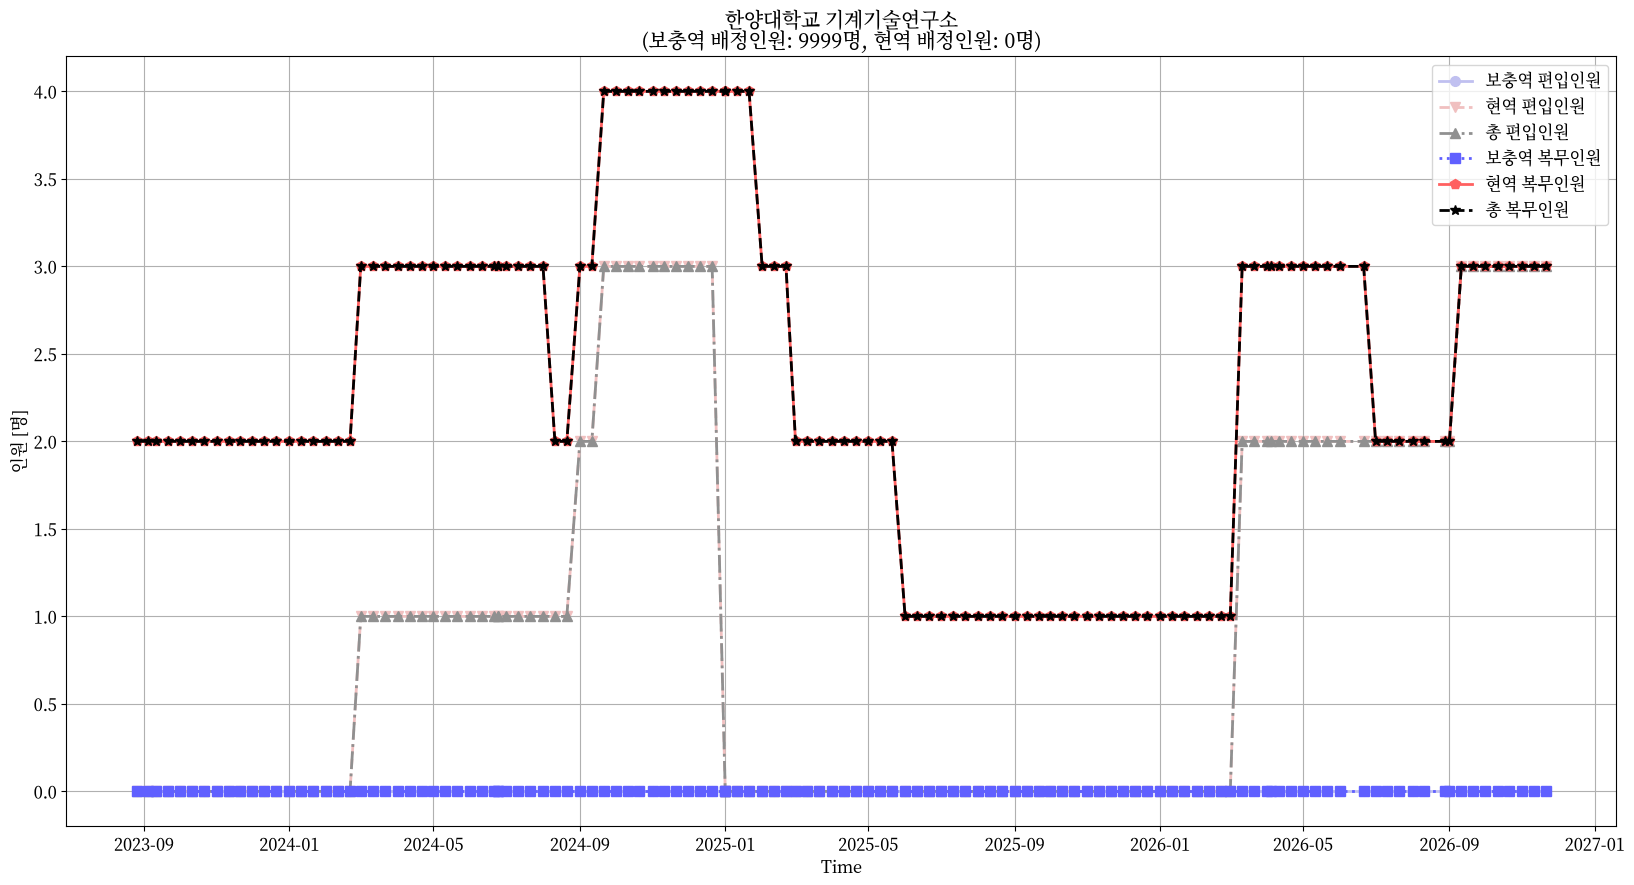 한양대학교 기계기술연구소
(보충역 배정인원: 9999명, 현역 배정인원: 0명)
보충역 편입인원
현역 편입인원
총 편입인원
보충역 복무인원
현역 복무인원
총 복무인원
인원 [명]
4.0
3.5
3.0
2.5
2.0
1.5
1.0
0.5
0.0
2023-09
2024-01
2024-05
2024-09
2025-01
2025-05
2025-09
2026-01
2026-05
2026-09
2027-01
Time